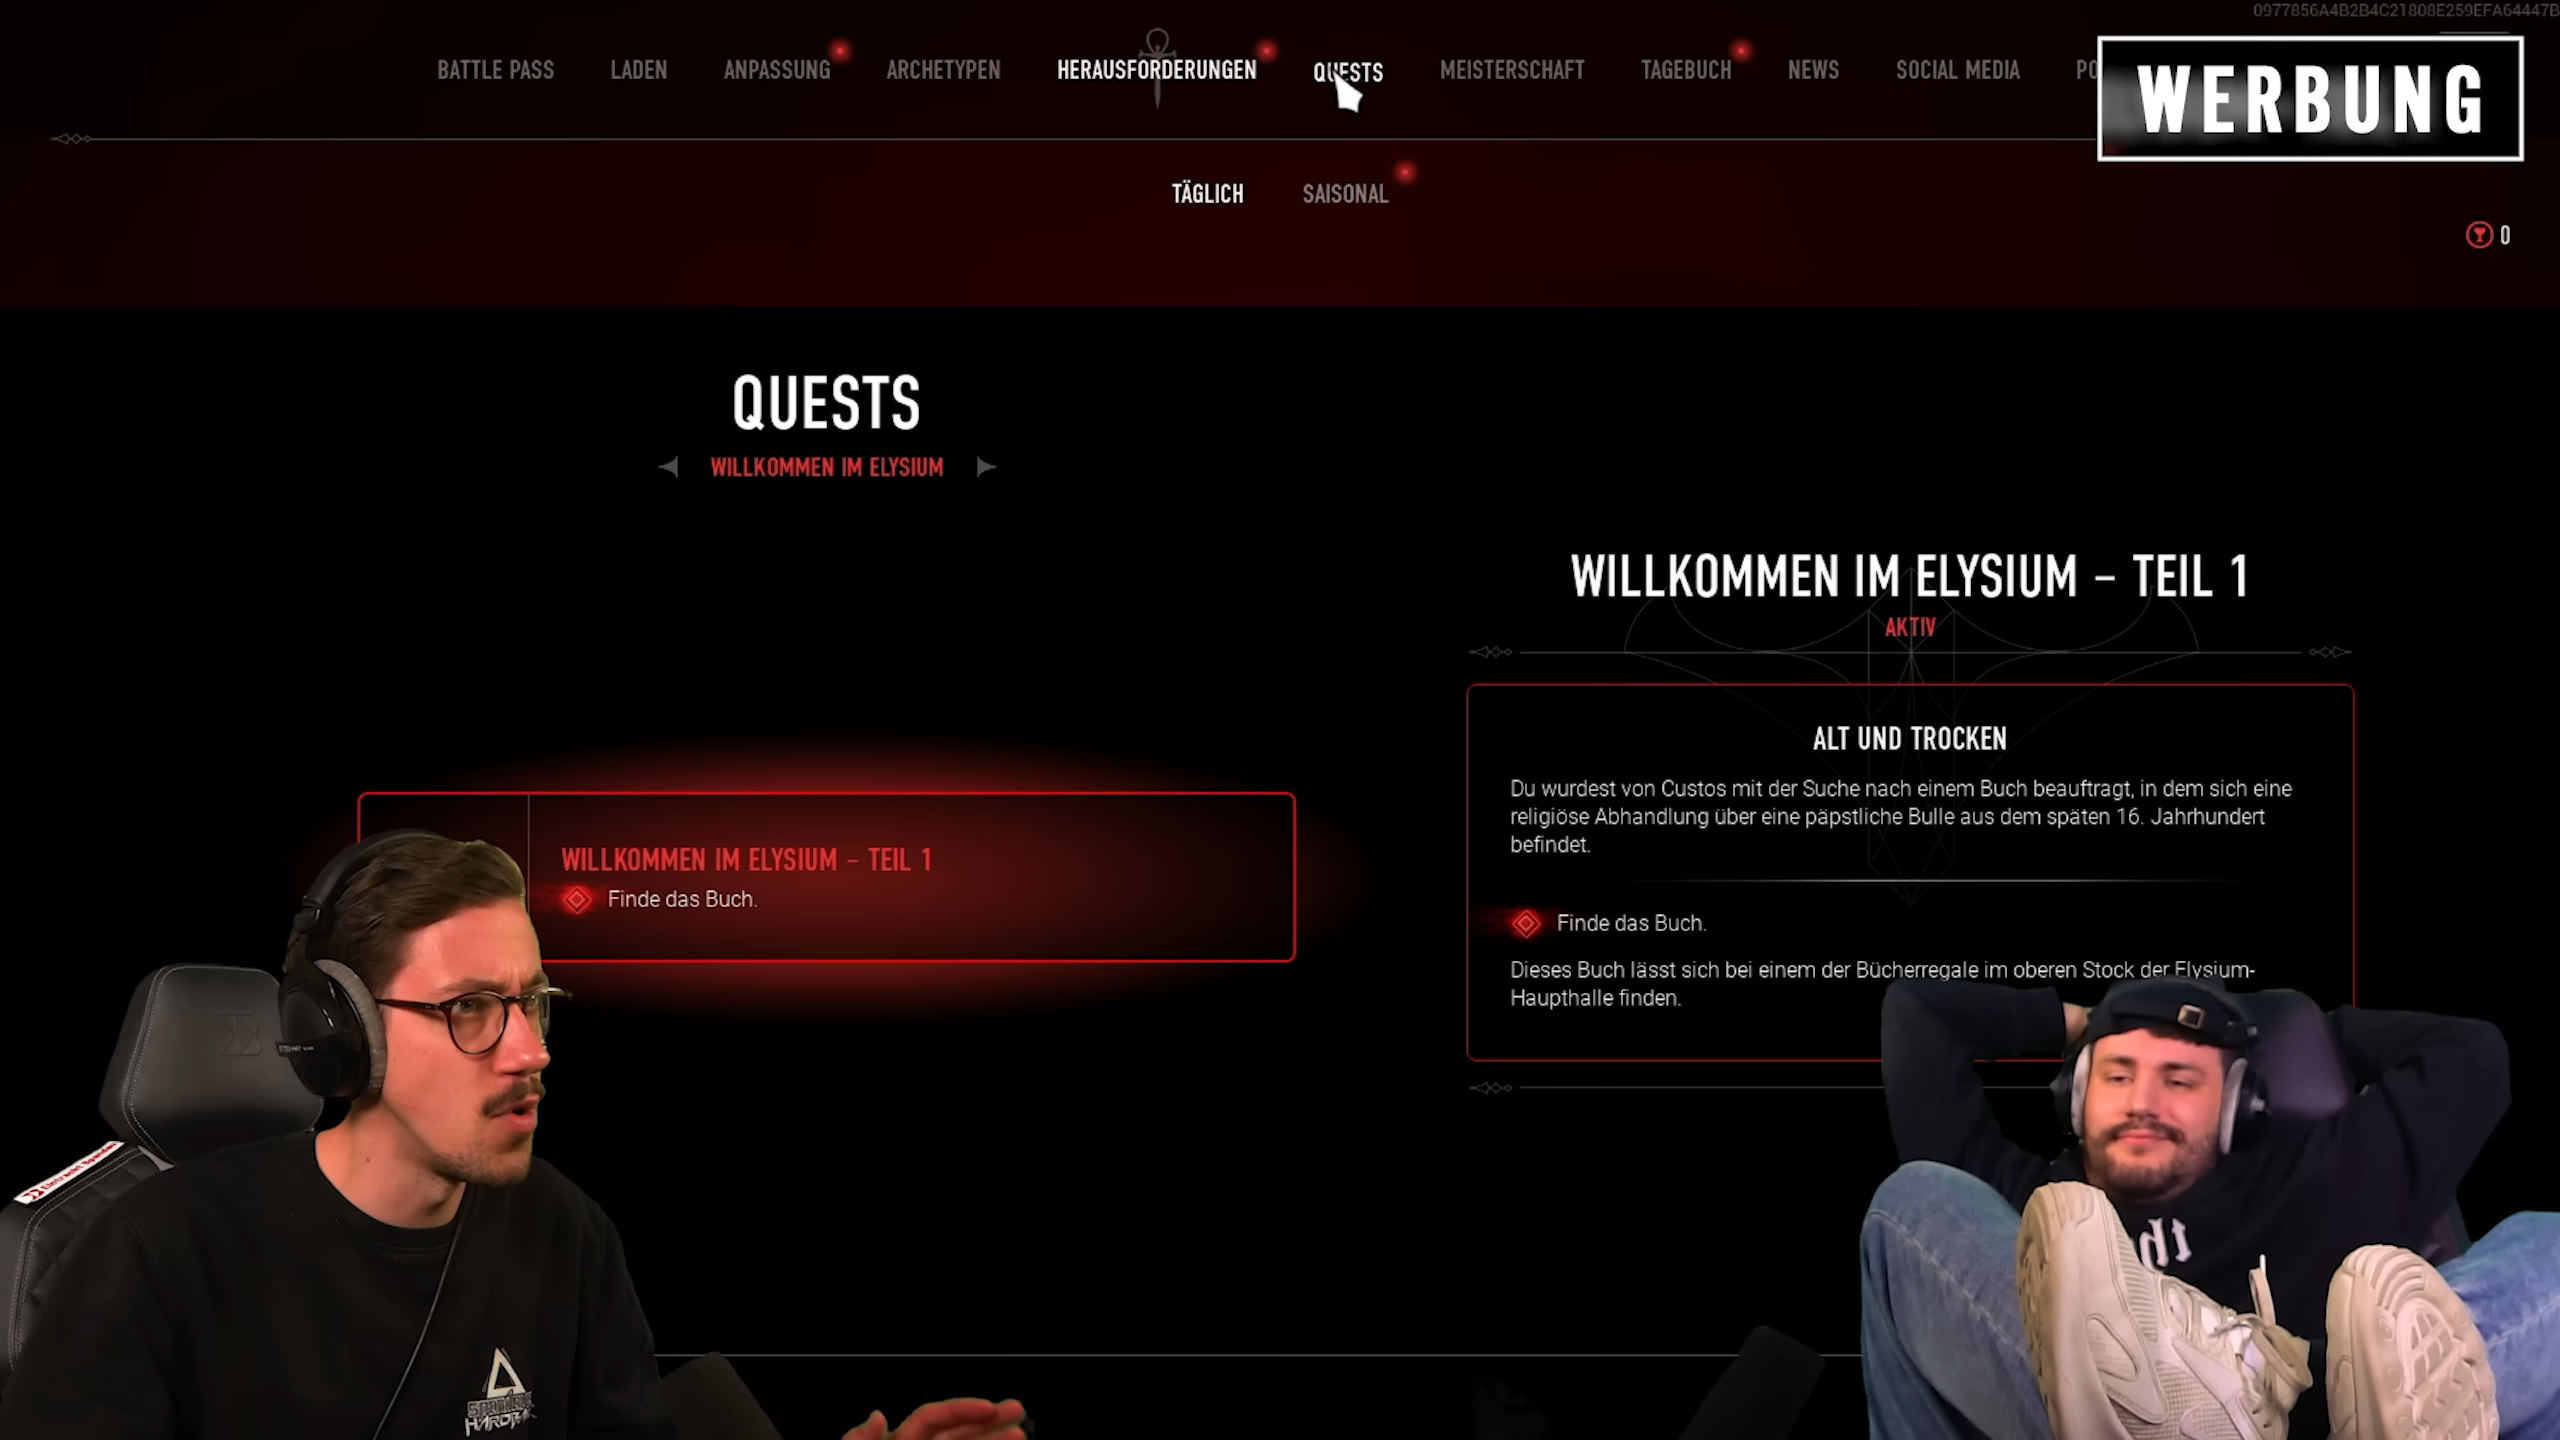 0977856A4B2B4C21808E259EFA64447B
BATTLE PASS LADEN ANPASSUNG ARCHETYPEN HERAUSFORDERUNGEN QUESTS MEISTERSCHAFT TAGEBUCH NEWS SOCIAL MEDIA
WERBUNG
TÄGLICH SAISONAL
0
QUESTS
WILLKOMMEN IM ELYSIUM
WILLKOMMEN IM ELYSIUM – TEIL 1
AKTIV
ALT UND TROCKEN
Du wurdest von Custos mit der Suche nach einem Buch beauftragt, in dem sich eine
religiöse Abhandlung über eine päpstliche Bulle aus dem späten 16. Jahrhundert
befindet.
Finde das Buch.
Dieses Buch lässt sich bei einem der Bücherregale im oberen Stock der Elysium-
Haupthalle finden.
WILLKOMMEN IM ELYSIUM – TEIL 1
Finde das Buch.